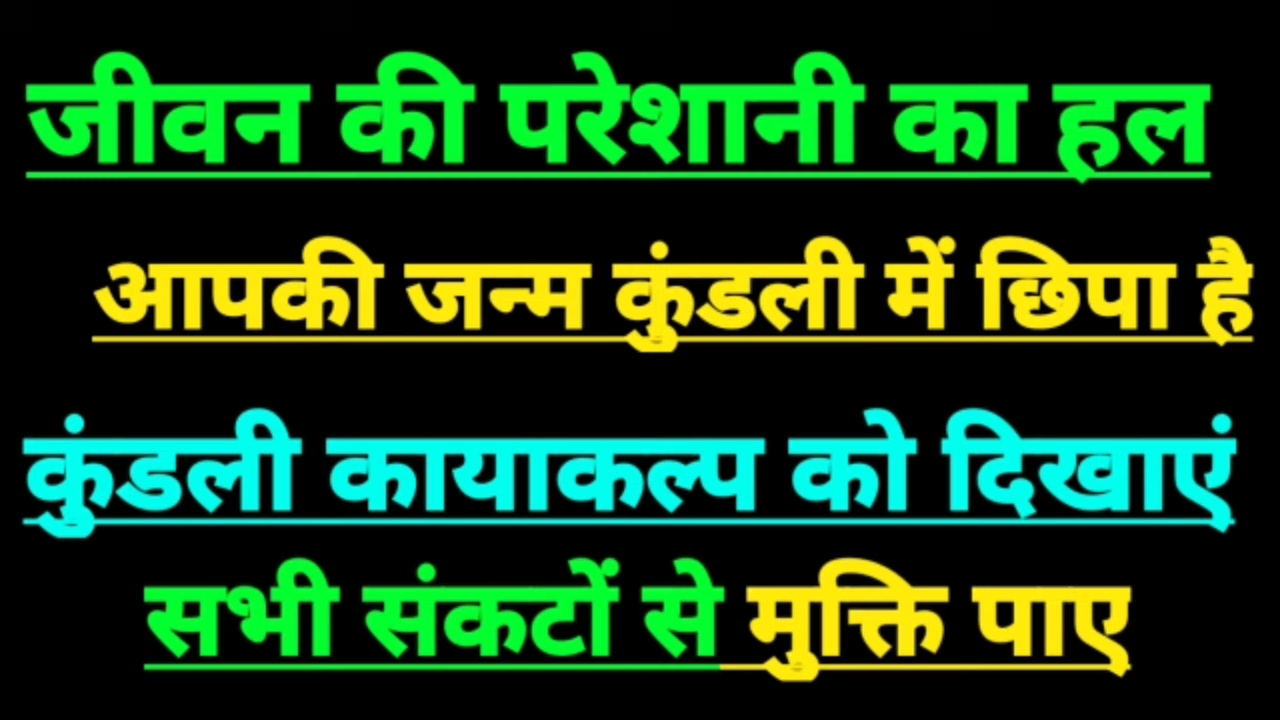 जीवन की परेशानी का हल
आपकी जन्म कुंडली में छिपा है
कुंडली कायाकल्प को दिखाएं
सभी संकटों से मुक्ति पाए